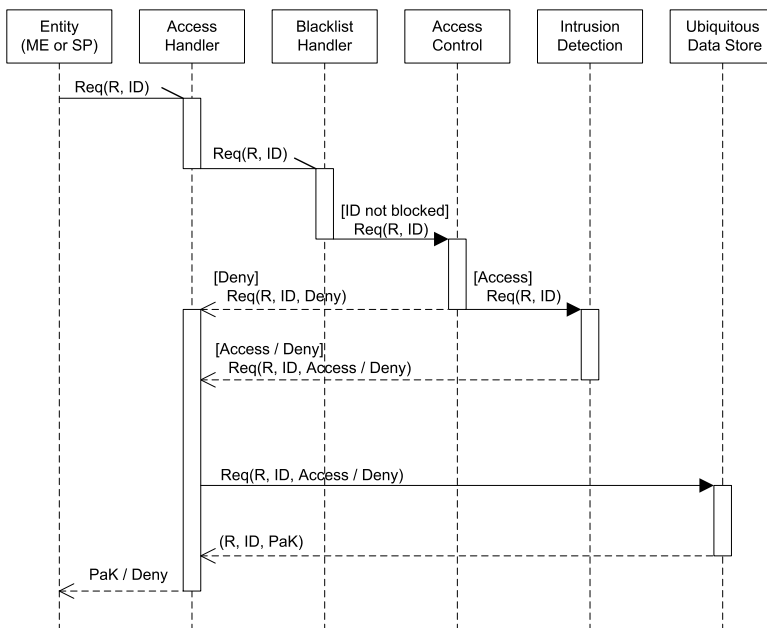 Entity
(ME or SP)
Access
Handler
Blacklist
Handler
Access
Control
Intrusion
Detection
Ubiquitous
Data Store
Req(R, ID)
Req(R, ID)
[ID not blocked]
Req(R, ID)
[Deny]
Req(R, ID, Deny)
[Access]
Req(R, ID)
[Access / Deny]
Req(R, ID, Access / Deny)
Req(R, ID, Access / Deny)
(R, ID, PaK)
PaK / Deny